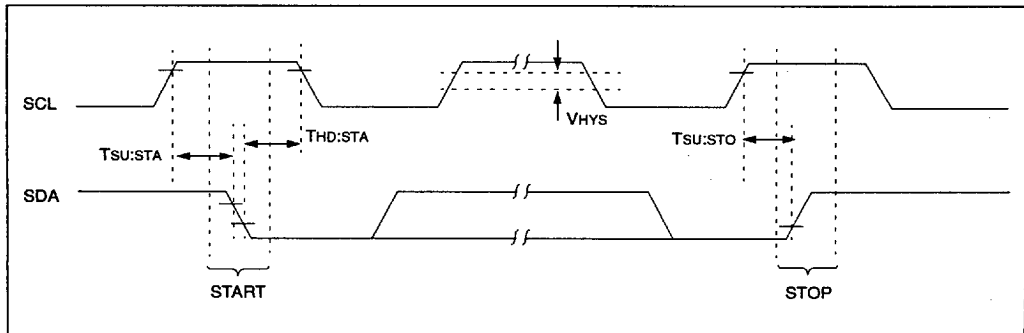 SCL
VHYS
THD:STA
TSU:STA
TSU:STO
SDA
START
STOP